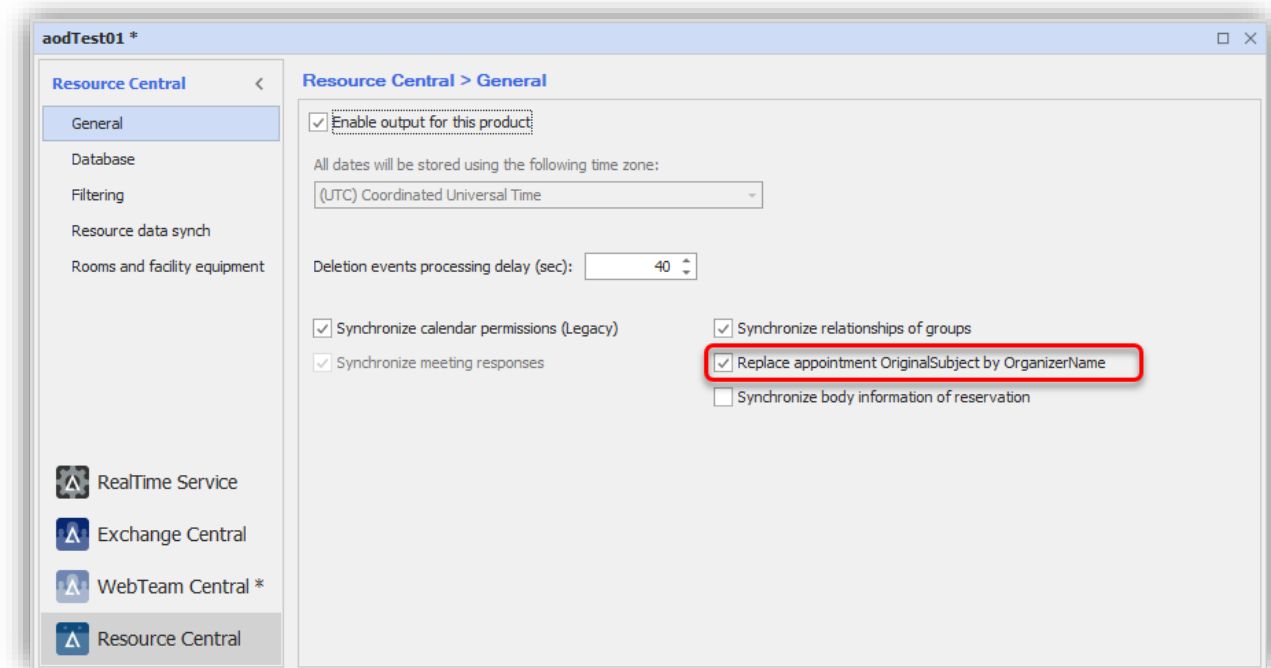 aodTest01 *
Resource Central
General
Database
Filtering
Resource data synch
Rooms and facility equipment
RealTime Service
Exchange Central
WebTeam Central *
Resource Central
Resource Central > General
Enable output for this product
All dates will be stored using the following time zone:
(UTC) Coordinated Universal Time
Deletion events processing delay (sec): 40
Synchronize calendar permissions (Legacy)
Synchronize relationships of groups
Synchronize meeting responses
Replace appointment OriginalSubject by OrganizerName
Synchronize body information of reservation